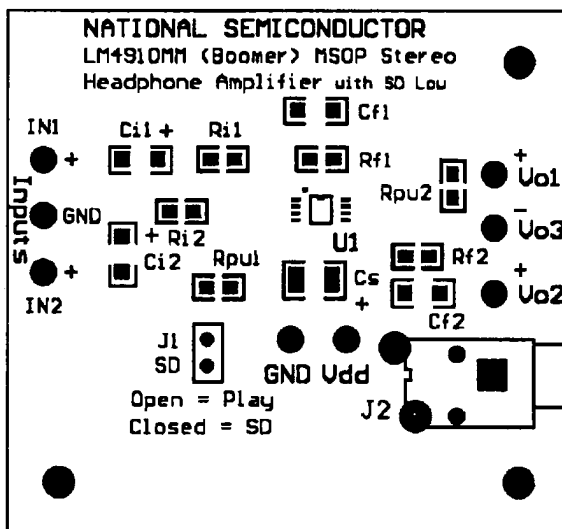 NATIONAL SEMICONDUCTOR
LM4910MM (Boomer) MSOP Stereo
Headphone Amplifier with SD Low
Cf1
IN1
Ci1 +
Ri1
+
Rf1
+
Vo1
Rpu2
Inputs
GND
Ri2
U1
-
Vo3
+
Ci2
Rpu1
Rf2
+
IN2
Cs
+
+
Vo2
Cf2
J1
SD
GND Vdd
Open = Play
Closed = SD
J2